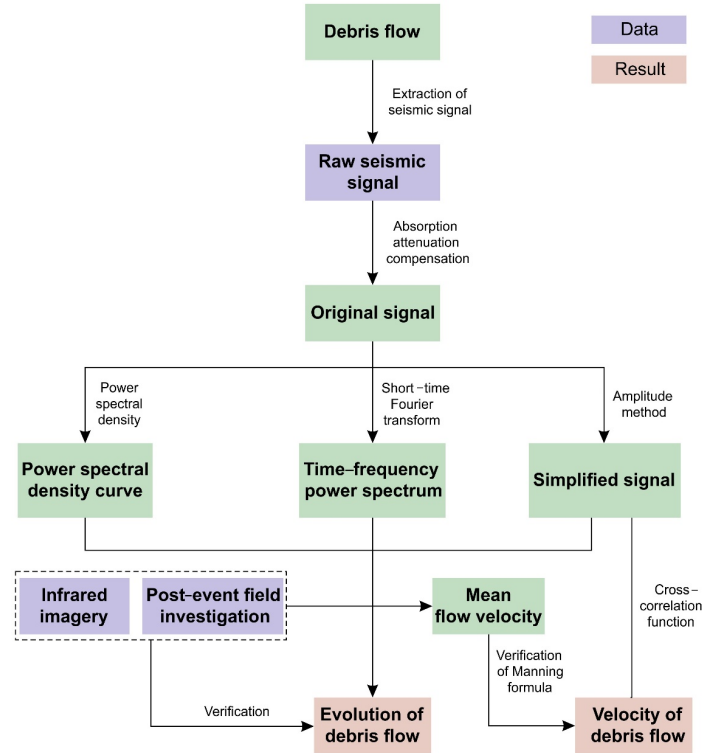 Debris flow
Data
Result
Extraction of
seismic signal
Raw seismic
signal
Absorption
attenuation
compensation
Original signal
Power
spectral
density
Short-time
Fourier
transform
Amplitude
method
Power spectral
density curve
Time–frequency
power spectrum
Simplified signal
Infrared
imagery
Post–event field
investigation
Mean
flow velocity
Cross-
correlation
function
Verification
of Manning
formula
Verification
Evolution of
debris flow
Velocity of
debris flow